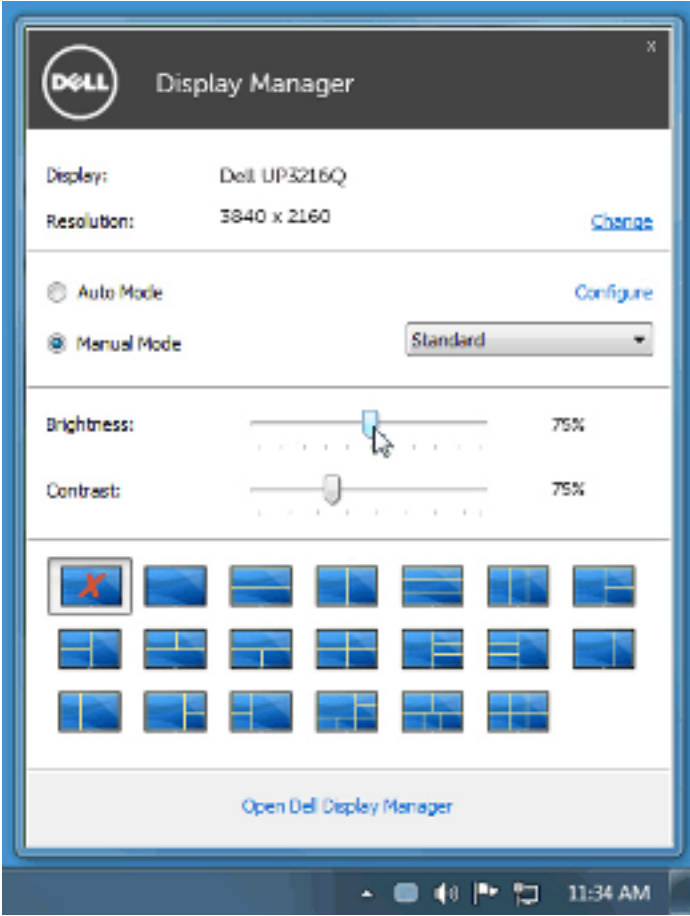 x
DELL
Display Manager
Display: Dell UP3216Q
Resolution: 3840 x 2160 Change
Auto Mode Configure
Manual Mode Standard
Brightness: 75%
Contrast: 75%
Open Dell Display Manager
11:34 AM